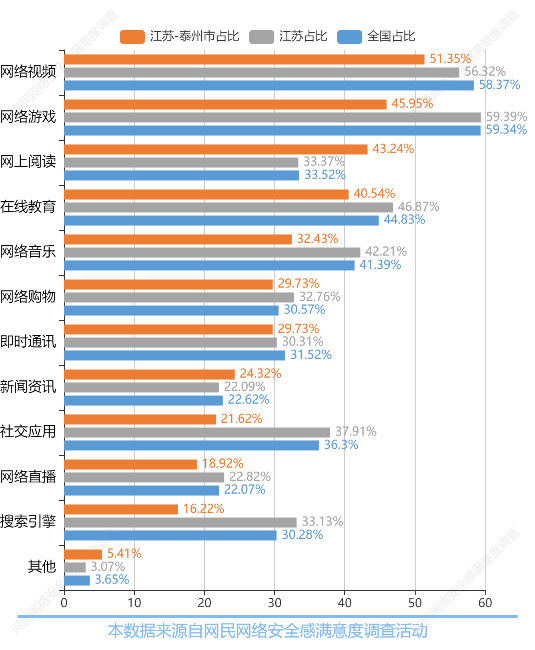 江苏-泰州市占比 江苏占比 全国占比
网络视频 51.35% 56.32% 58.37%
网络游戏 45.95% 59.39% 59.34%
网上阅读 43.24% 33.37% 33.52%
在线教育 40.54% 46.87% 44.83%
网络音乐 32.43% 42.21% 41.39%
网络购物 29.73% 32.76% 30.57%
即时通讯 29.73% 30.31% 31.52%
新闻资讯 24.32% 22.09% 22.62%
社交应用 21.62% 37.91% 36.3%
网络直播 18.92% 22.82% 22.07%
搜索引擎 16.22% 33.13% 30.28%
其他 5.41% 3.07% 3.65%
0 10 20 30 40 50 60
本数据来源自网民网络安全感满意度调查活动